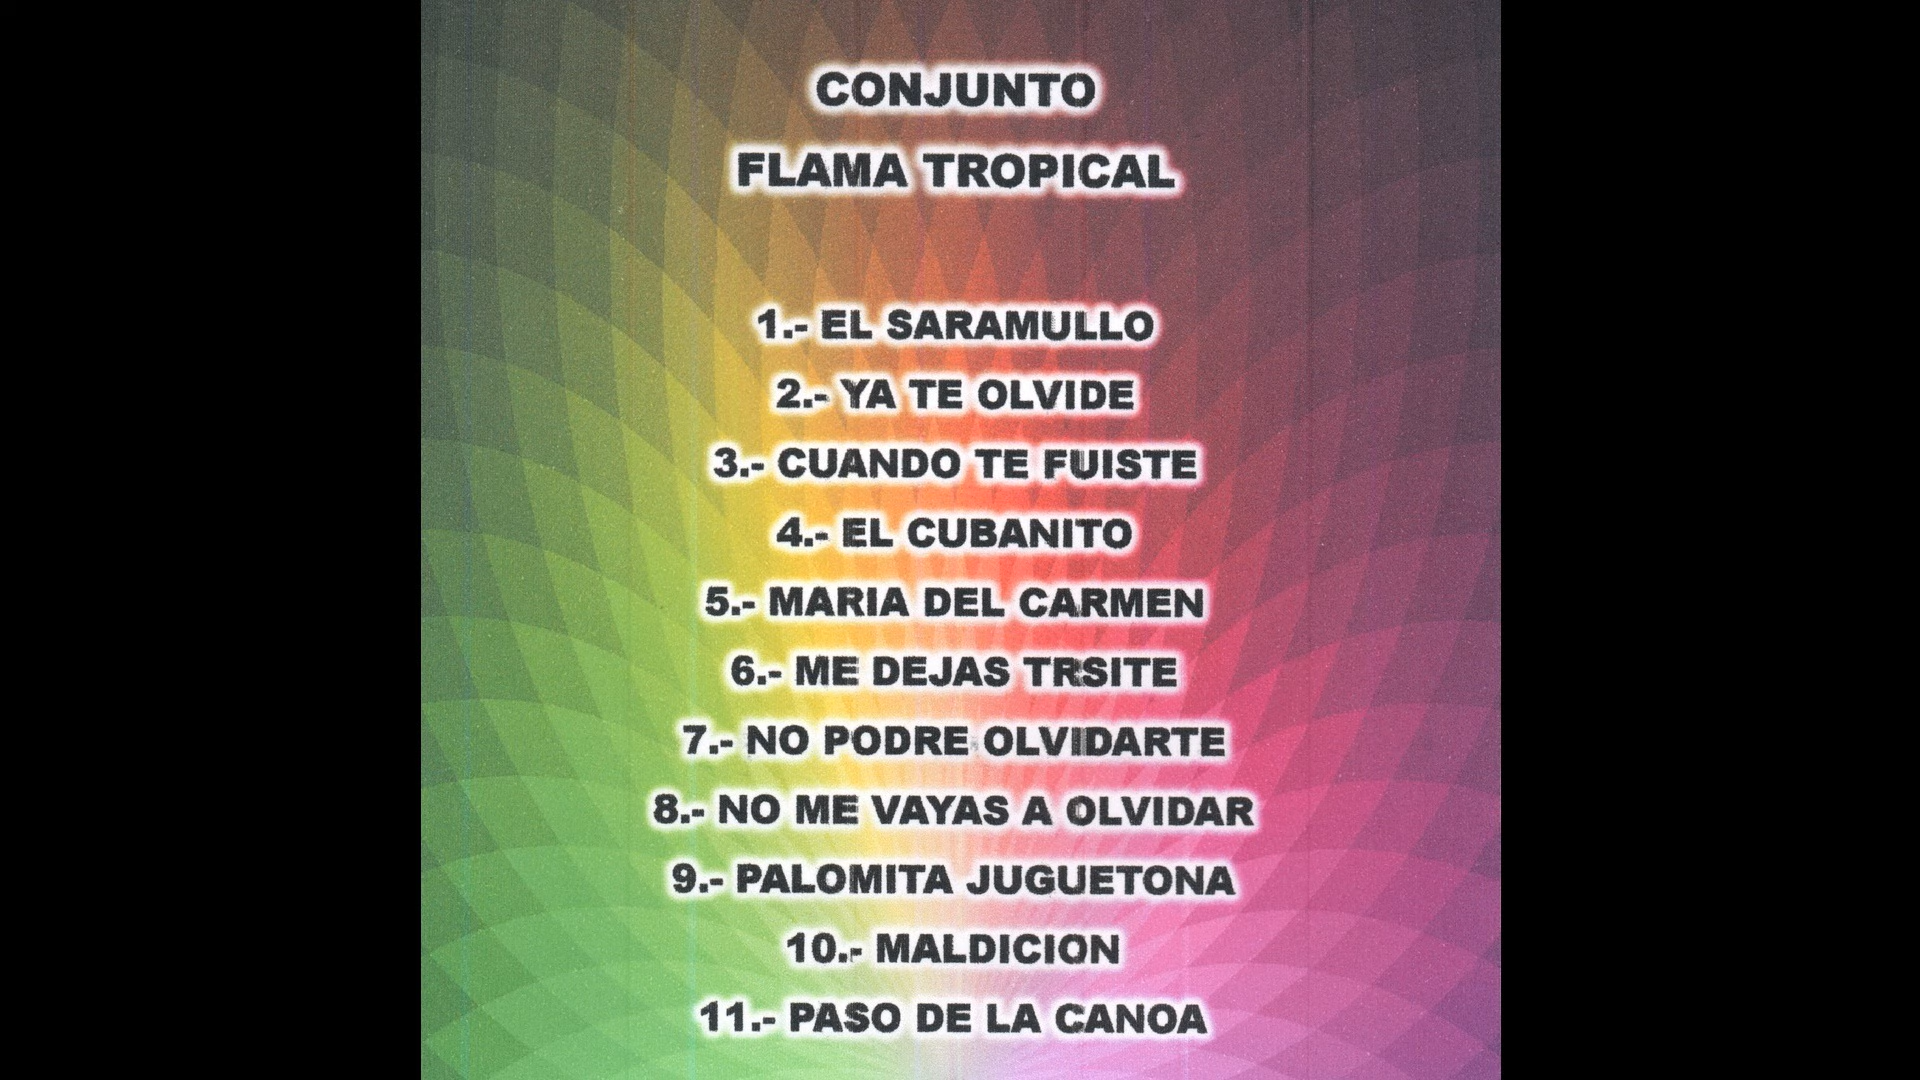 CONJUNTO
FLAMA TROPICAL
1.- EL SARAMULLO
2.- YA TE OLVIDE
3.- CUANDO TE FUISTE
4.- EL CUBANITO
5.- MARIA DEL CARMEN
6.- ME DEJAS TRSITE
7.- NO PODRE OLVIDARTE
8.- NO ME VAYAS A OLVIDAR
9.- PALOMITA JUGUETONA
10.- MALDICION
11.- PASO DE LA CANOA